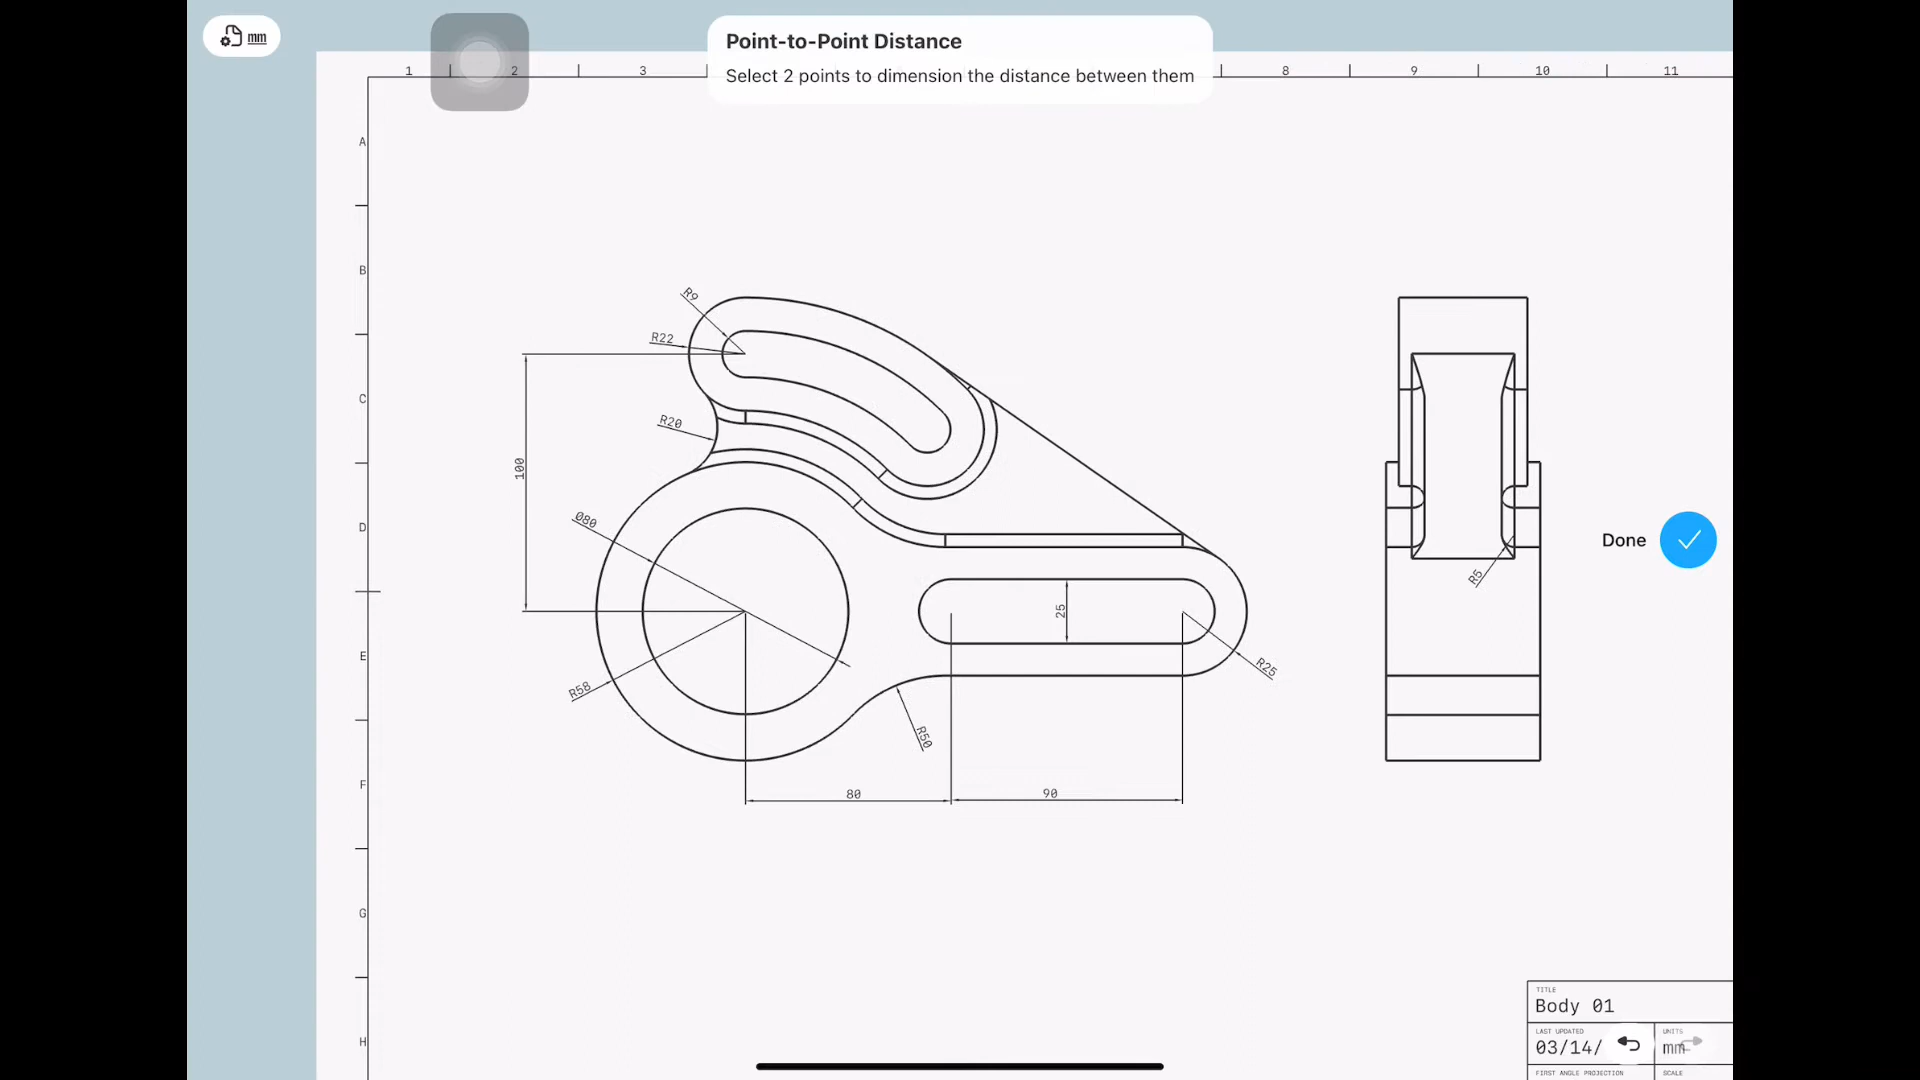 mm
Point-to-Point Distance
Select 2 points to dimension the distance between them
1
2
3
8
9
10
11
A
B
C
D
E
F
G
H
R9
R22
R20
100
Ø80
R58
25
R25
R50
80
90
R5
Done
TITLE
Body 01
LAST UPDATED
03/14/
UNITS
mm
FIRST ANGLE PROJECTION
SCALE